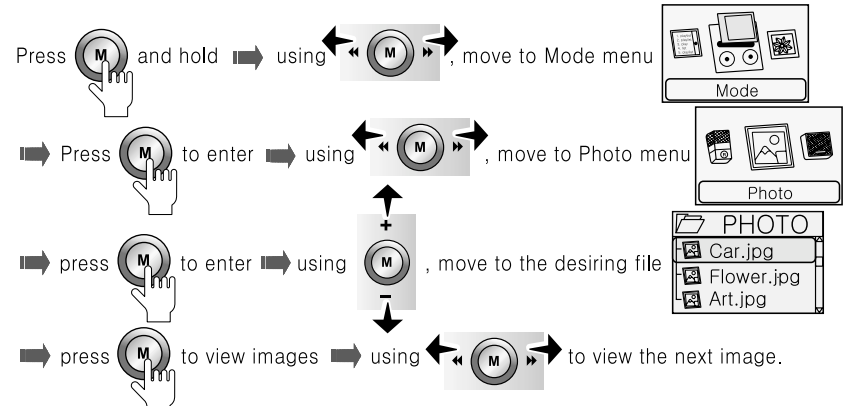 Press M and hold using M , move to Mode menu
Mode
Press M to enter using M , move to Photo menu
Photo
press M to enter using + M − , move to the desiring file
PHOTO
Car.jpg
Flower.jpg
Art.jpg
press M to view images using M to view the next image.